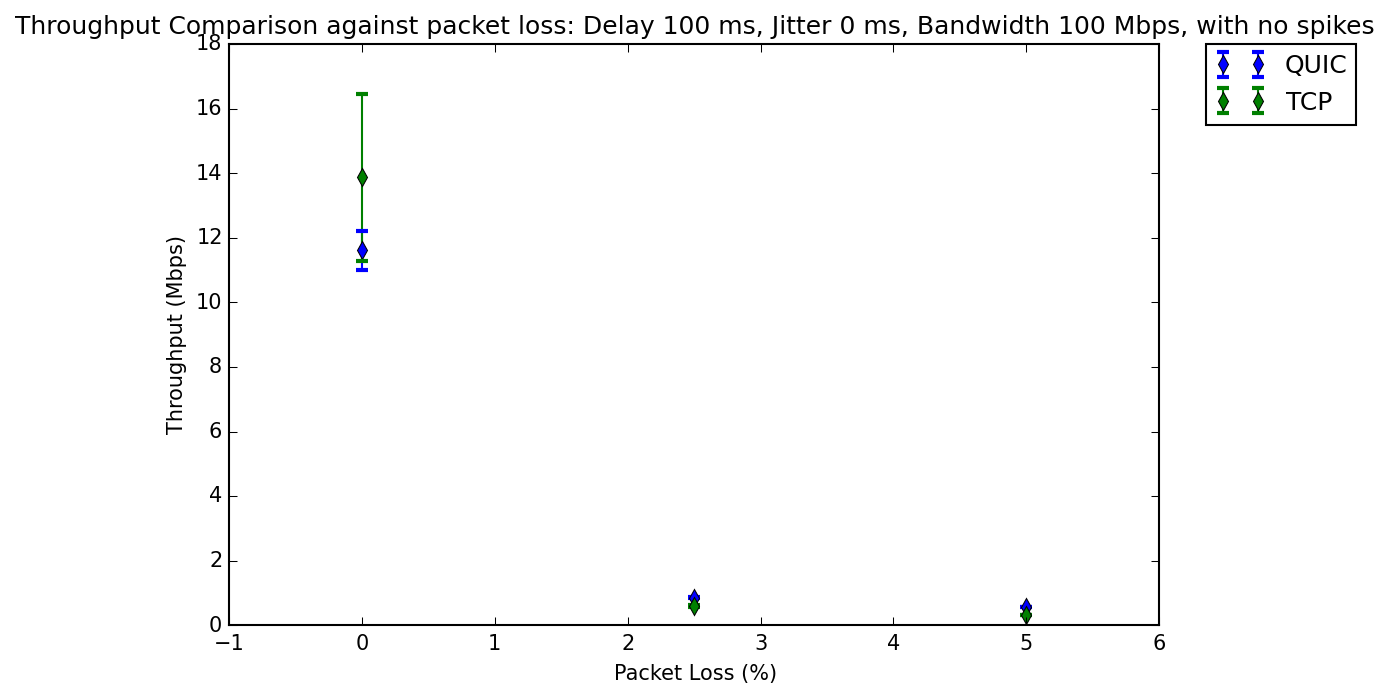 Throughput Comparison against packet loss: Delay 100 ms, Jitter 0 ms, Bandwidth 100 Mbps, with no spikes
QUIC
TCP
Throughput (Mbps)
18
16
14
12
10
8
6
4
2
0
−1 0 1 2 3 4 5 6
Packet Loss (%)